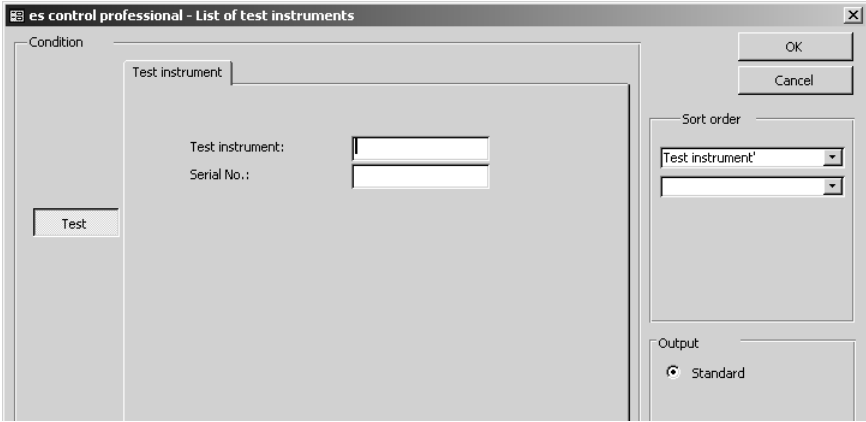 es control professional - List of test instruments
Condition
OK
Cancel
Test instrument
Sort order
Test instrument:
Test instrument'
Serial No.:
Test
Output
Standard